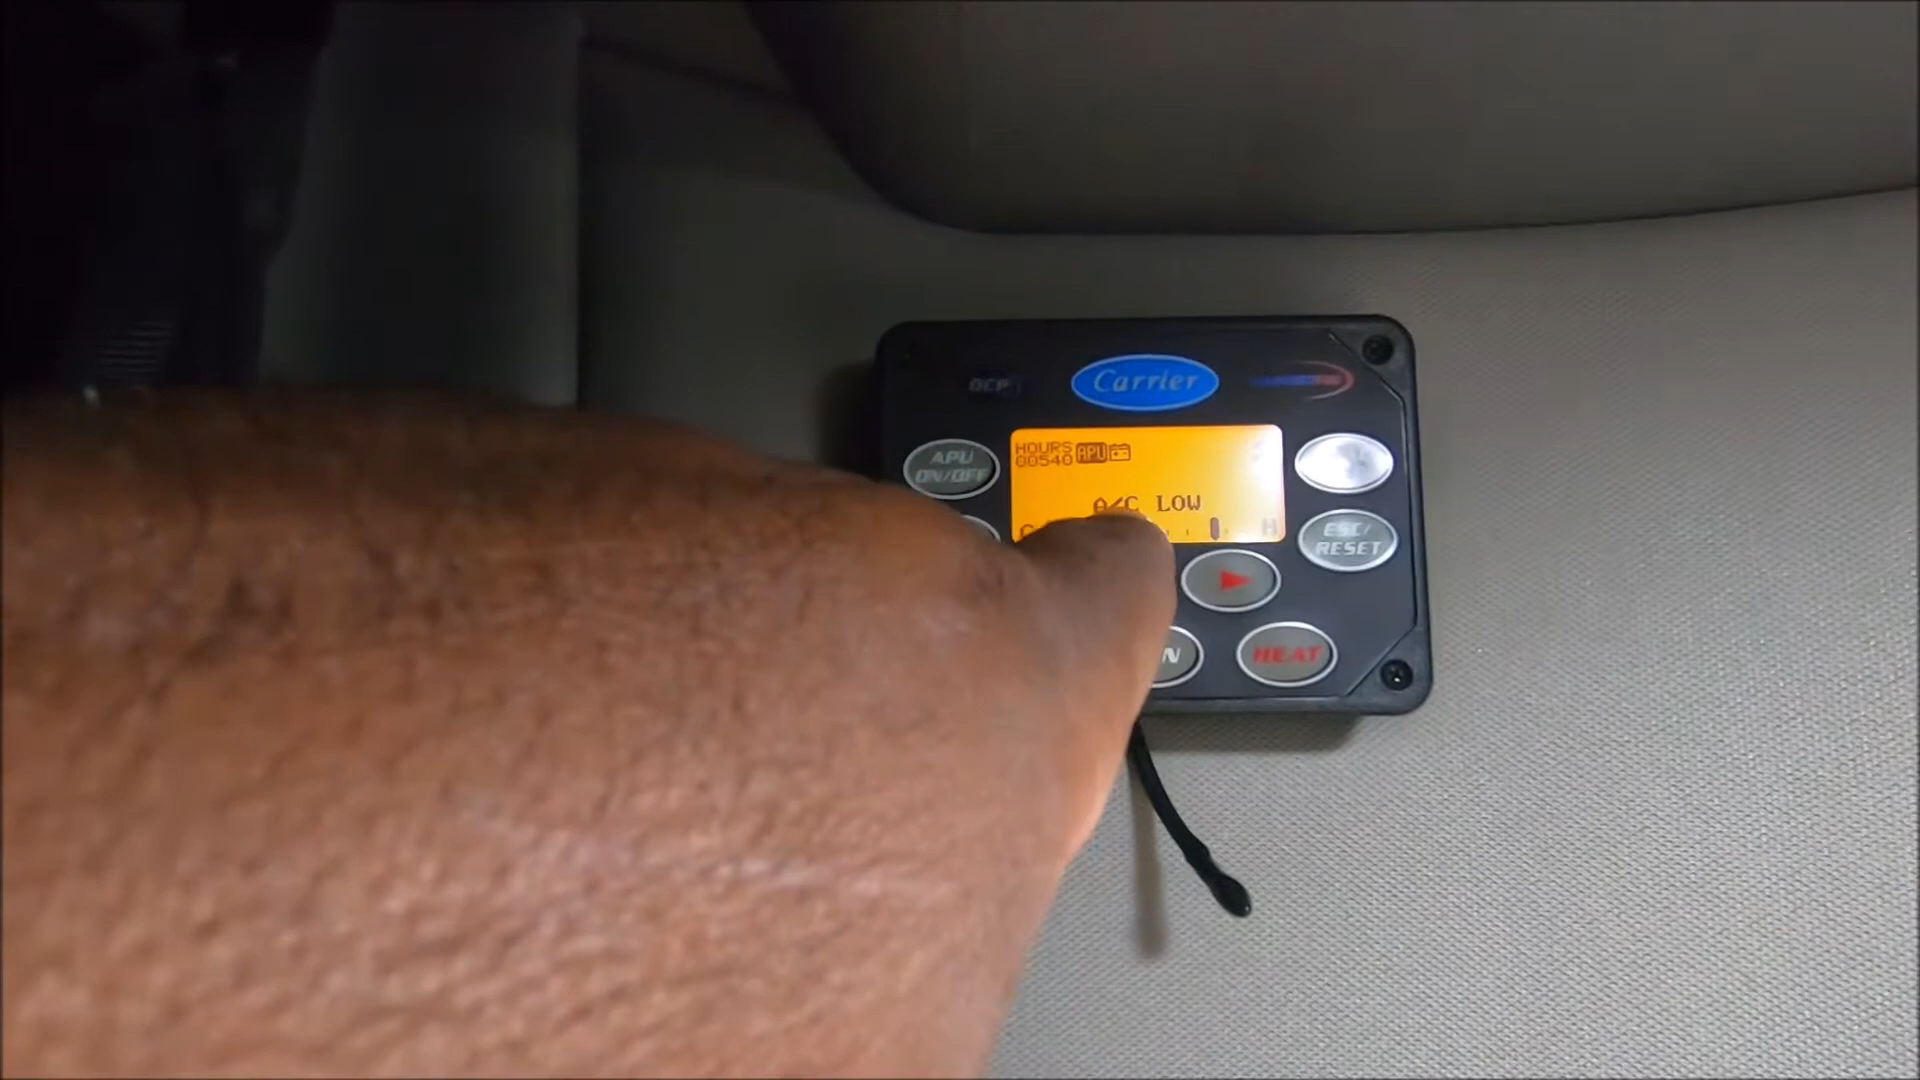 Carrier
HOURS
00540 APU
A/C LOW
C H
APU
ON/OFF
ESC/
RESET
N
HEAT